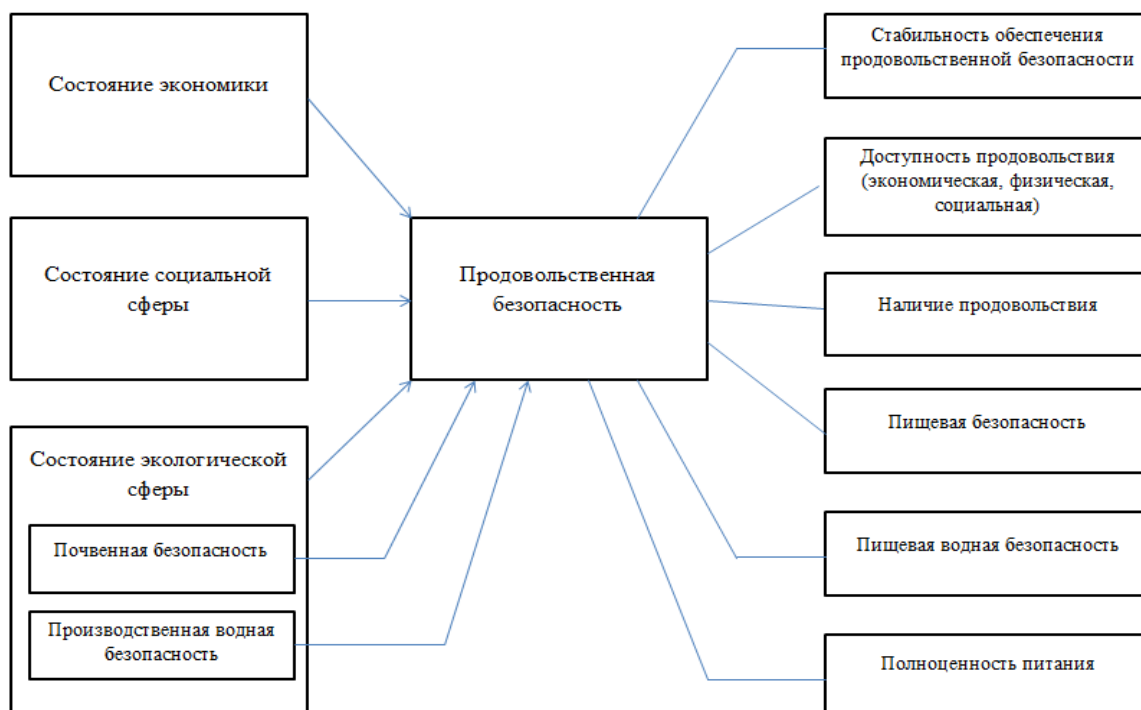 Состояние экономики
Состояние социальной
сферы
Состояние экологической
сферы
Почвенная безопасность
Производственная водная
безопасность
Продовольственная
безопасность
Стабильность обеспечения
продовольственной безопасности
Доступность продовольствия
(экономическая, физическая,
социальная)
Наличие продовольствия
Пищевая безопасность
Пищевая водная безопасность
Полноценность питания